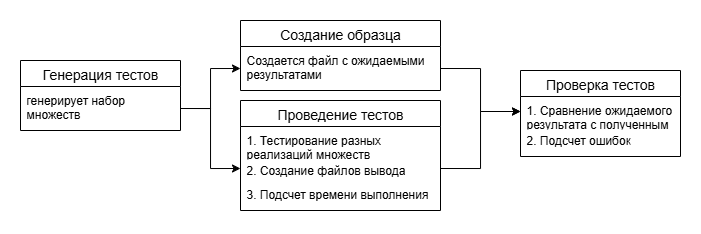 Генерация тестов
генерирует набор
множеств
Создание образца
Создается файл с ожидаемыми
результатами
Проведение тестов
1. Тестирование разных
реализаций множеств
2. Создание файлов вывода
3. Подсчет времени выполнения
Проверка тестов
1. Сравнение ожидаемого
результата с полученным
2. Подсчет ошибок